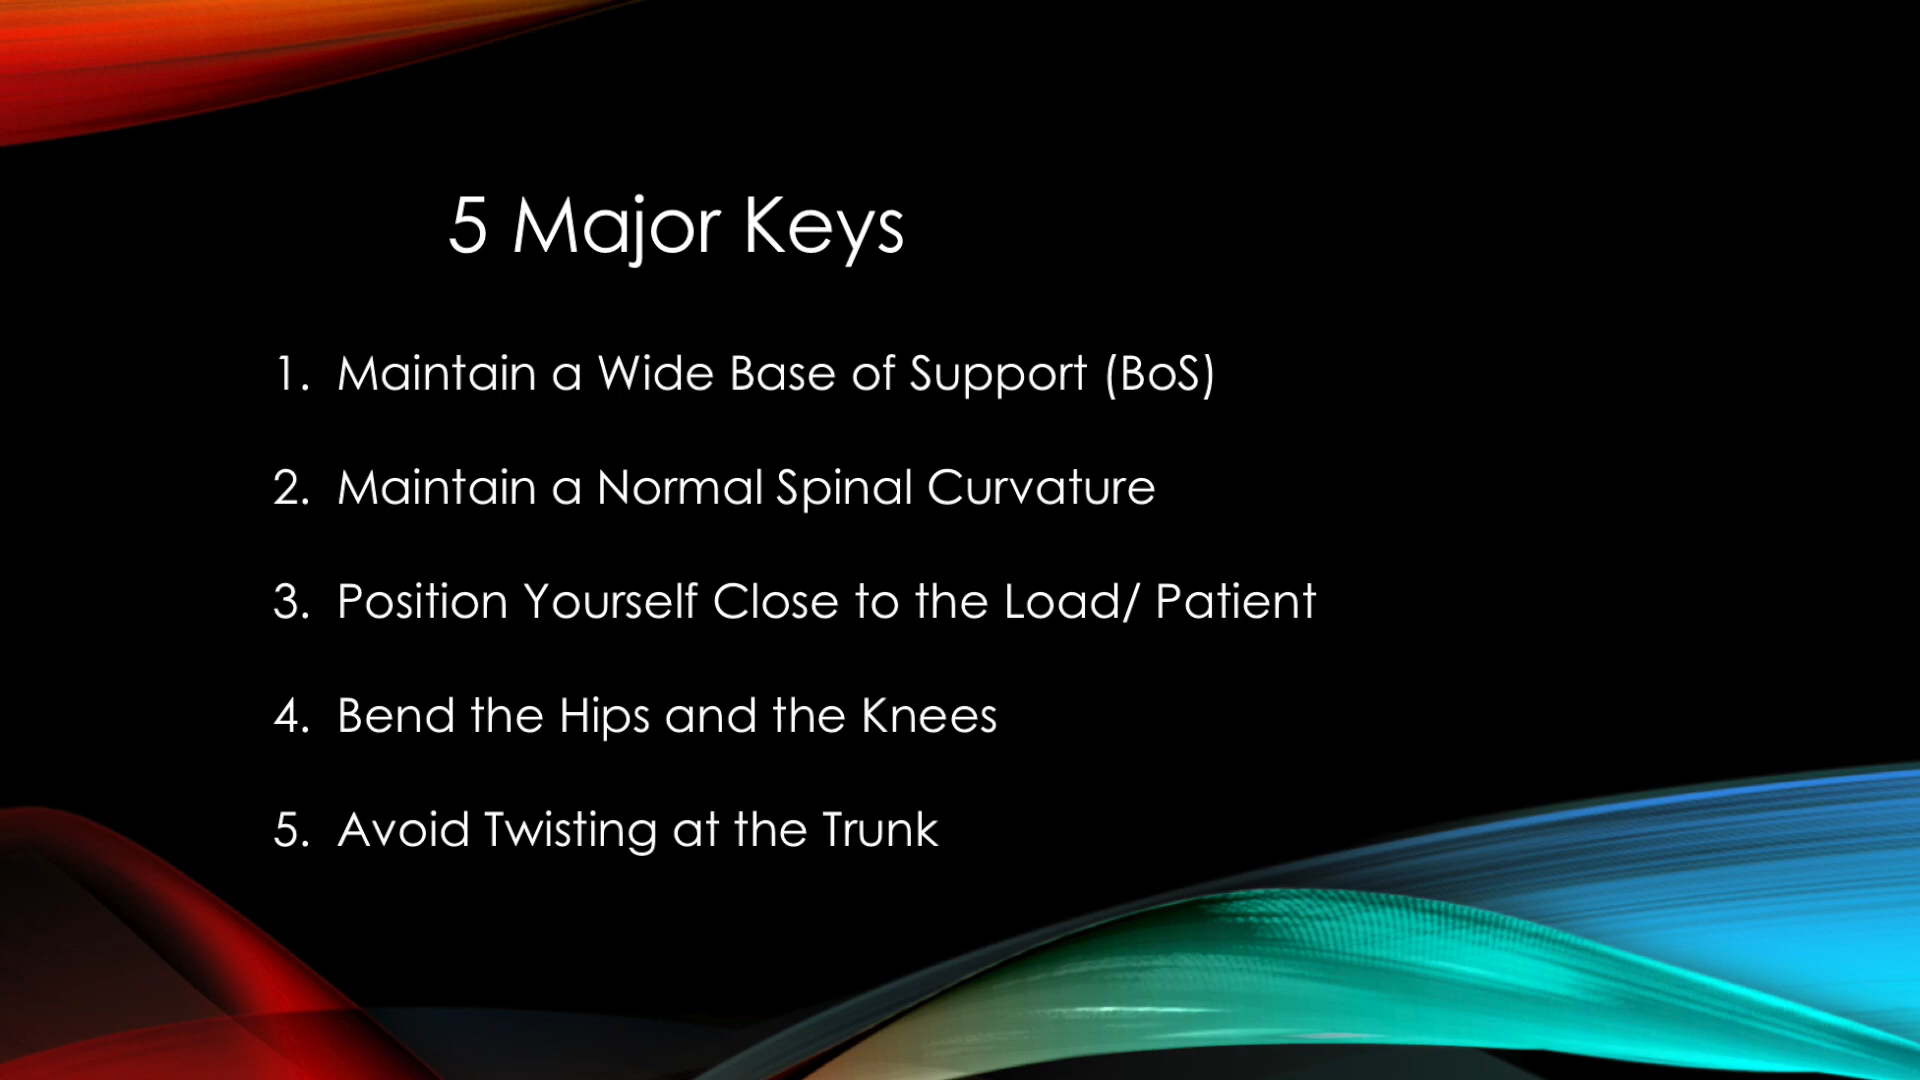 5 Major Keys
1. Maintain a Wide Base of Support (BoS)
2. Maintain a Normal Spinal Curvature
3. Position Yourself Close to the Load/ Patient
4. Bend the Hips and the Knees
5. Avoid Twisting at the Trunk